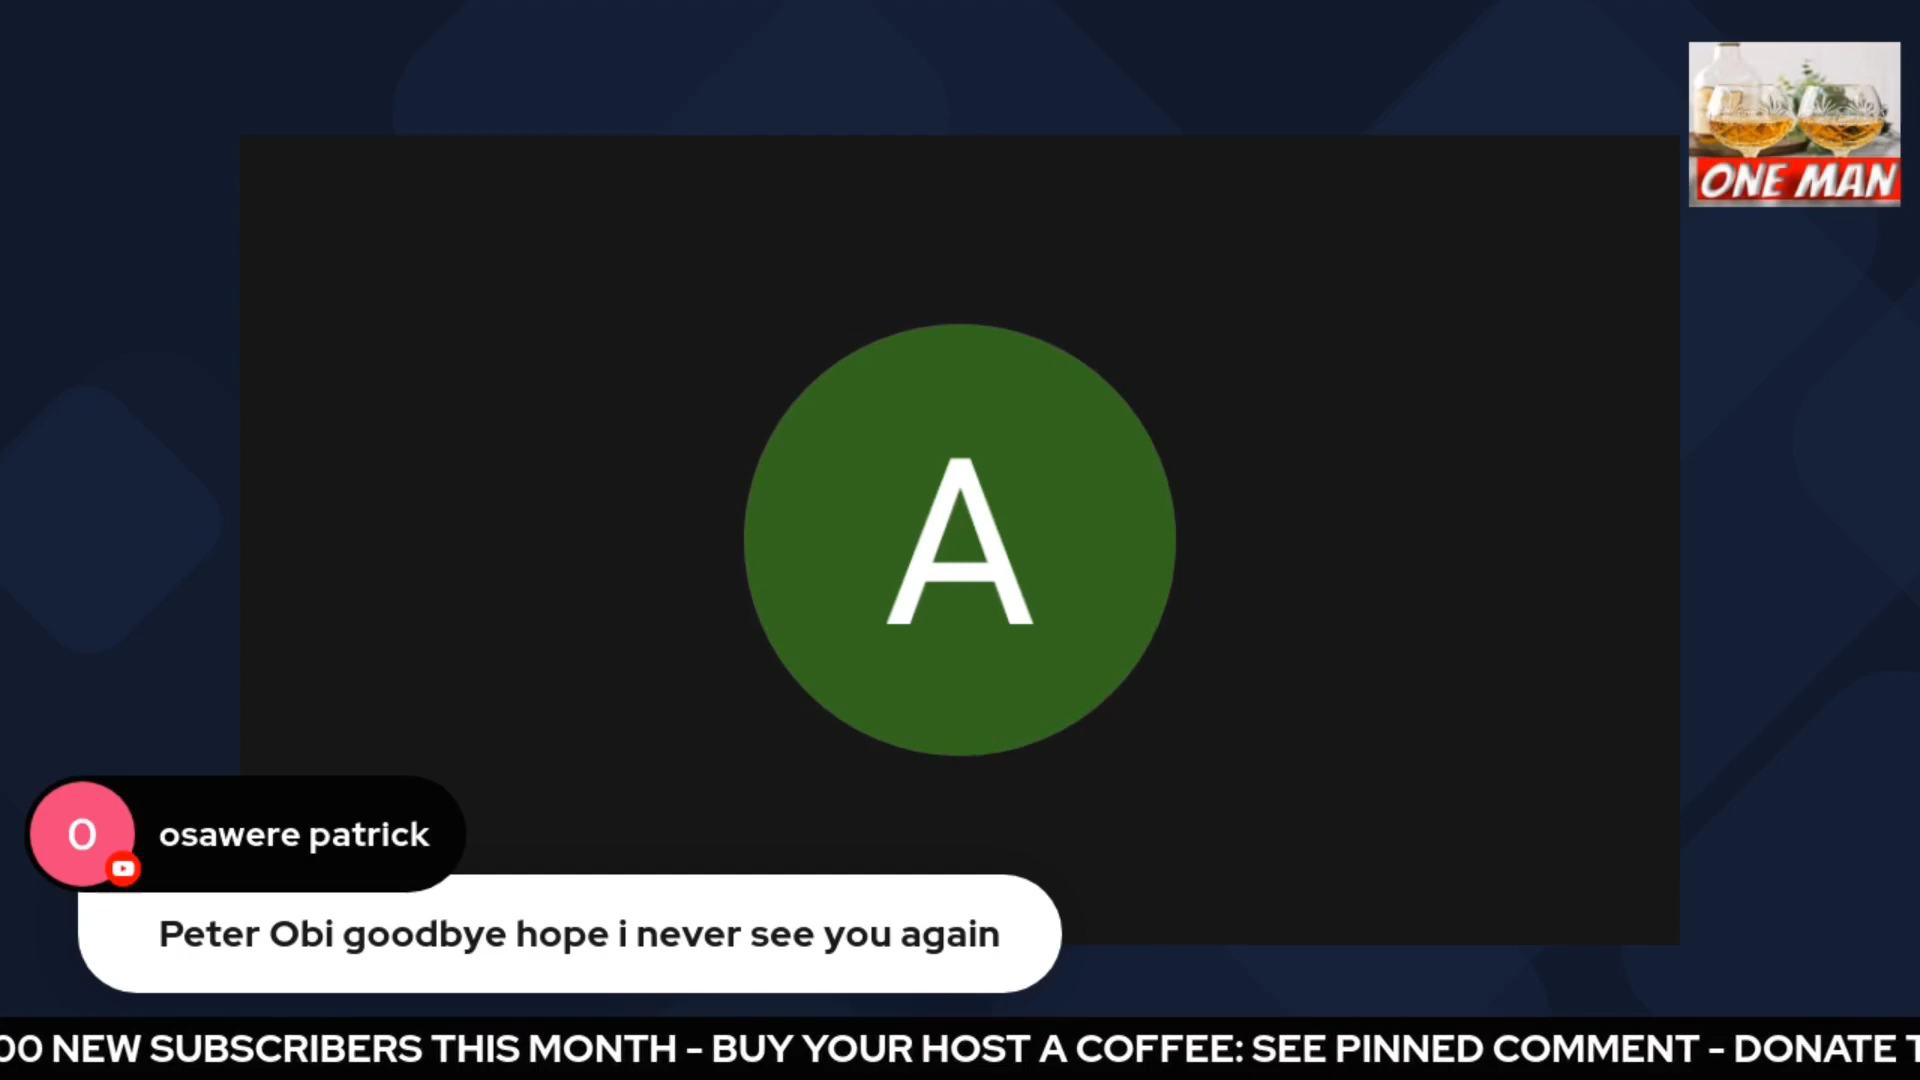 ONE MAN
A
O
osawere patrick
Peter Obi goodbye hope i never see you again
00 NEW SUBSCRIBERS THIS MONTH - BUY YOUR HOST A COFFEE: SEE PINNED COMMENT - DONATE